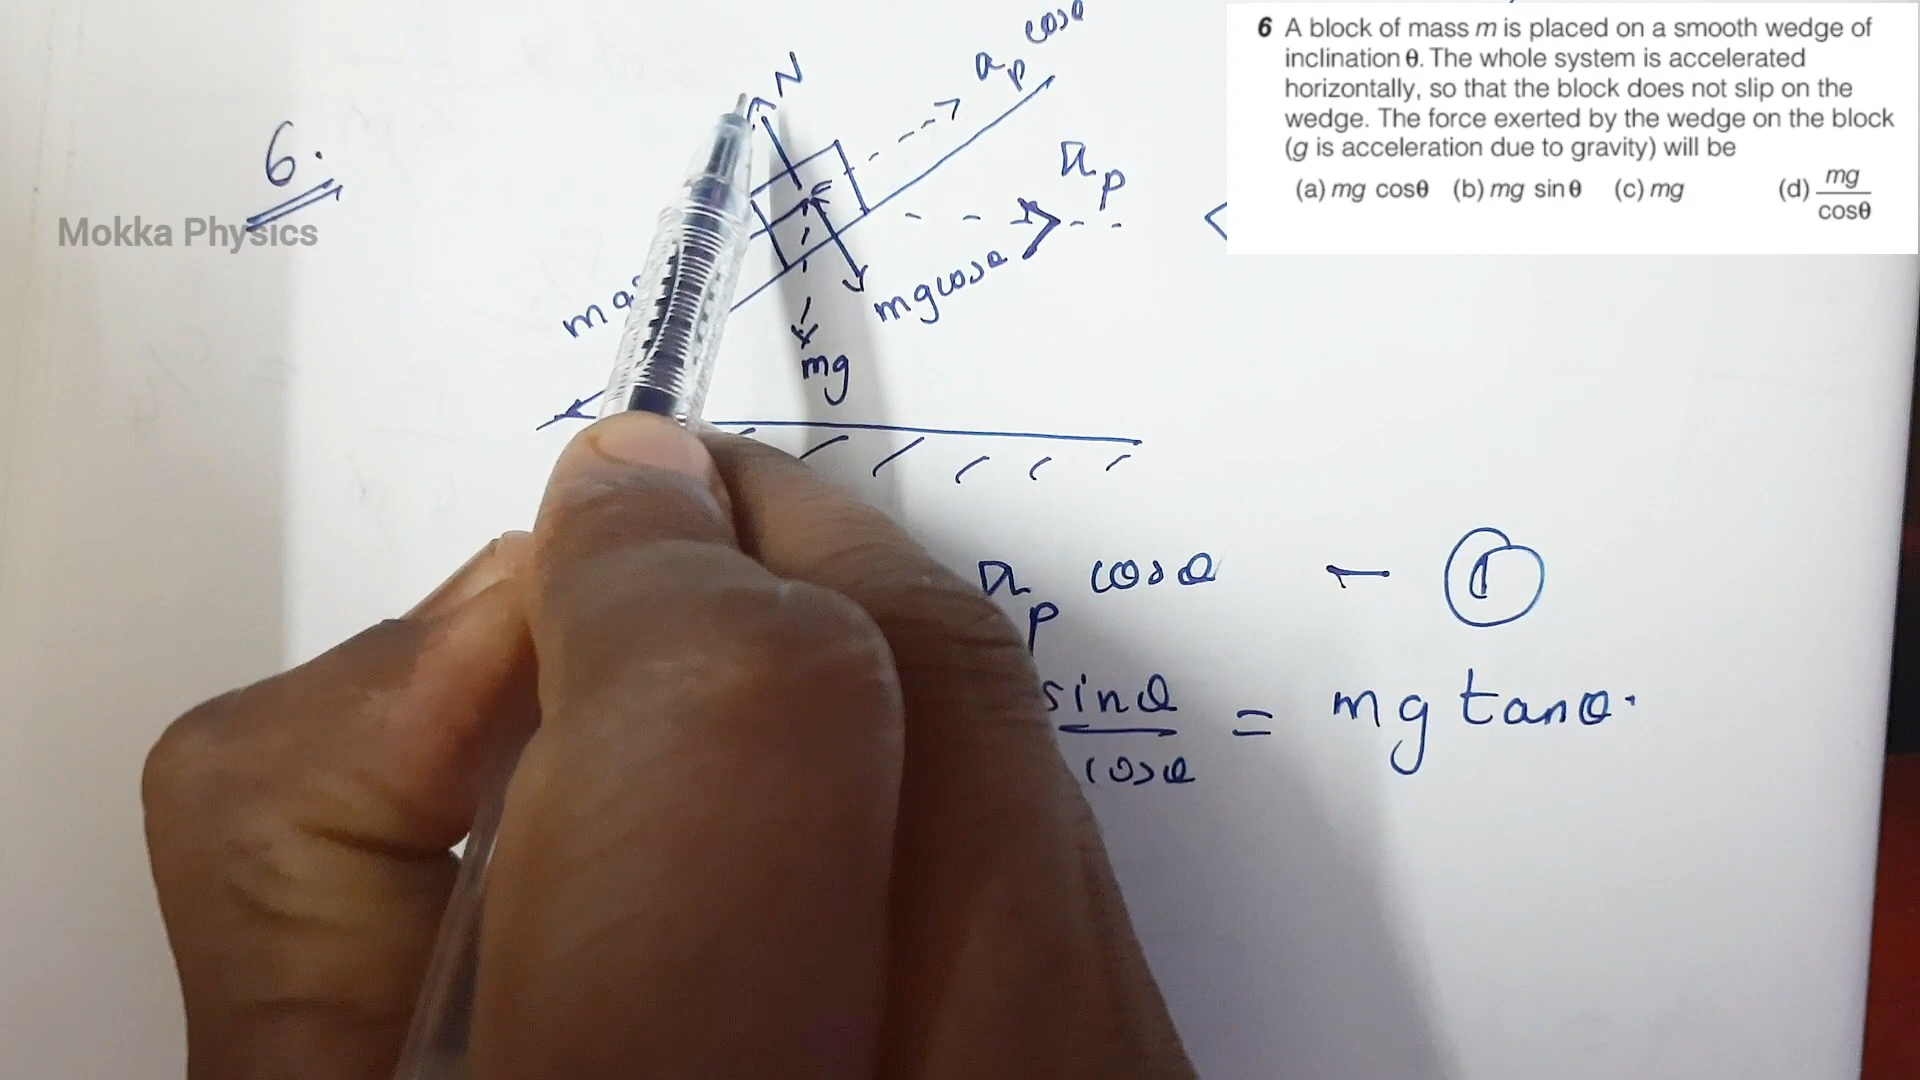 6 A block of mass m is placed on a smooth wedge of
inclination θ. The whole system is accelerated
horizontally, so that the block does not slip on the
wedge. The force exerted by the wedge on the block
(g is acceleration due to gravity) will be
(a) mg cosθ (b) mg sinθ (c) mg (d) mg/cosθ
6.
Mokka Physics
N
a_p cosθ
a_p
mg cosθ
mg
a_p cosθ — ①
sinθ/cosθ = mg tanθ.